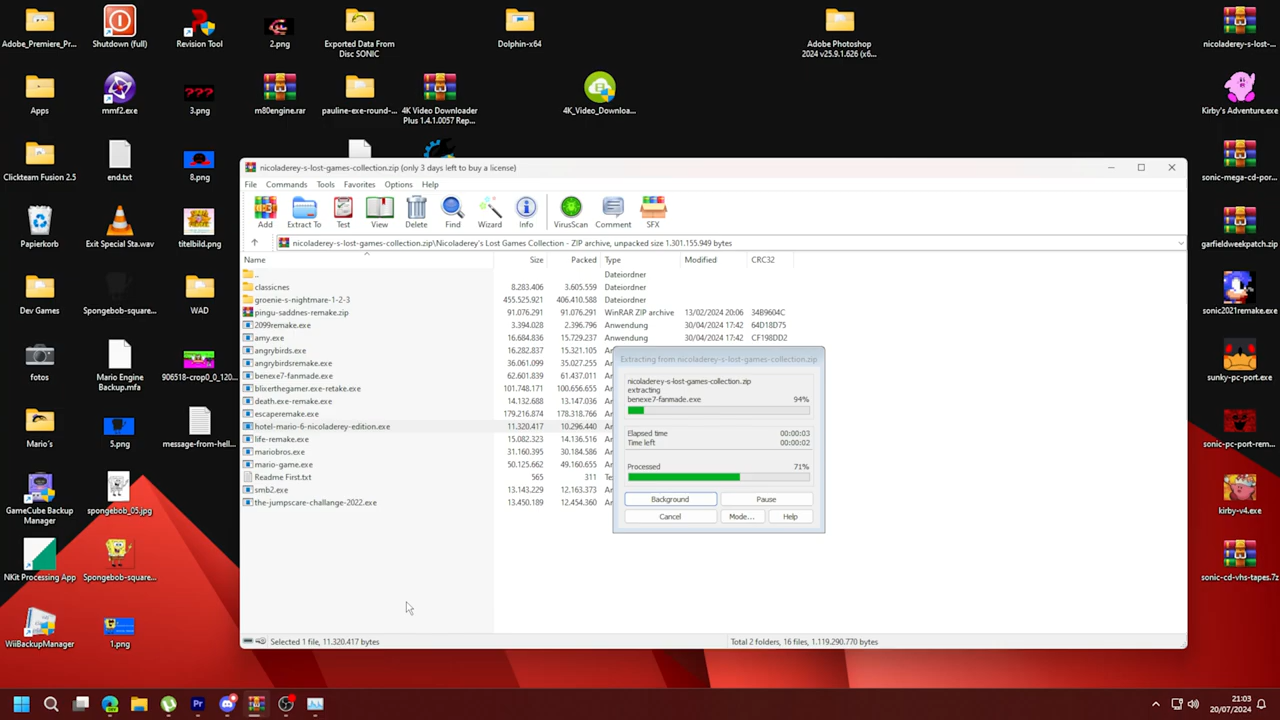 Adobe_Premiere_Pr...
Shutdown (full)
Revision Tool
2.png
Exported Data From
Disc SONIC
Dolphin-x64
Adobe Photoshop
2024 v25.9.1.626 (x6...
nicoladerey-s-lost-...
Apps
mmf2.exe
???
3.png
m80engine.rar
pauline-exe-round-...
4K Video Downloader
Plus 1.4.1.0057 Rep...
4K_Video_Downloa...
Kirby's Adventure.exe
Clickteam Fusion 2.5
end.txt
8.png
sonic-mega-cd-por...
Papierkorb
Exit Special Sta.wav
titelbild.png
garfieldweekpatch.zip
Dev Games
Spongebob-square...
WAD
sonic2021remake.exe
fotos
Mario Engine
Backup.mfa
906518-crop0_0_120...
sunky-pc-port.exe
Mario's
5.png
message-from-hell...
sonic-pc-port-rem...
GameCube Backup
Manager
spongebob_05.jpg
kirby-v4.exe
NKit Processing App
Spongebob-square...
sonic-cd-vhs-tapes.7z
WiiBackupManager
1.png
nicoladerey-s-lost-games-collection.zip (only 3 days left to buy a license)
File Commands Tools Favorites Options Help
Add Extract To Test View Delete Find Wizard Info VirusScan Comment SFX
nicoladerey-s-lost-games-collection.zip\Nicoladerey's Lost Games Collection - ZIP archive, unpacked size 1.301.155.949 bytes
Name Size Packed Type Modified CRC32
.. Dateiordner
classicnes 8.283.406 3.605.559 Dateiordner
groenie-s-nightmare-1-2-3 455.525.921 406.410.588 Dateiordner
pingu-saddnes-remake.zip 91.076.291 91.076.291 WinRAR ZIP archive 13/02/2024 20:06 34B9604C
2099remake.exe 3.394.028 2.396.796 Anwendung 30/04/2024 17:42 64D18D75
amy.exe 16.684.836 15.729.237 Anwendung 30/04/2024 17:42 CF198DD2
angrybirds.exe 16.282.837 15.321.105 Ar
angrybirdsremake.exe 36.061.099 35.027.255 Ar
benexe7-fanmade.exe 62.601.839 61.437.011 Ar
blixerthegamer.exe-retake.exe 101.748.171 100.656.655 Ar
death.exe-remake.exe 14.132.688 13.147.036 Ar
escaperemake.exe 179.216.874 178.318.766 Ar
hotel-mario-6-nicoladerey-edition.exe 11.320.417 10.296.440 Ar
life-remake.exe 15.082.323 14.136.516 Ar
mariobros.exe 31.160.395 30.184.586 Ar
mario-game.exe 50.125.662 49.160.655 Ar
Readme First.txt 565 311 Te
smb2.exe 13.143.229 12.163.373 Ar
the-jumpscare-challange-2022.exe 13.450.189 12.454.360 Ar
Extracting from nicoladerey-s-lost-games-collection.zip
nicoladerey-s-lost-games-collection.zip
extracting
benexe7-fanmade.exe 94%
Elapsed time 00:00:03
Time left 00:00:02
Processed 71%
Background Pause
Cancel Mode... Help
Selected 1 file, 11.320.417 bytes
Total 2 folders, 16 files, 1.119.290.770 bytes
21:03
20/07/2024